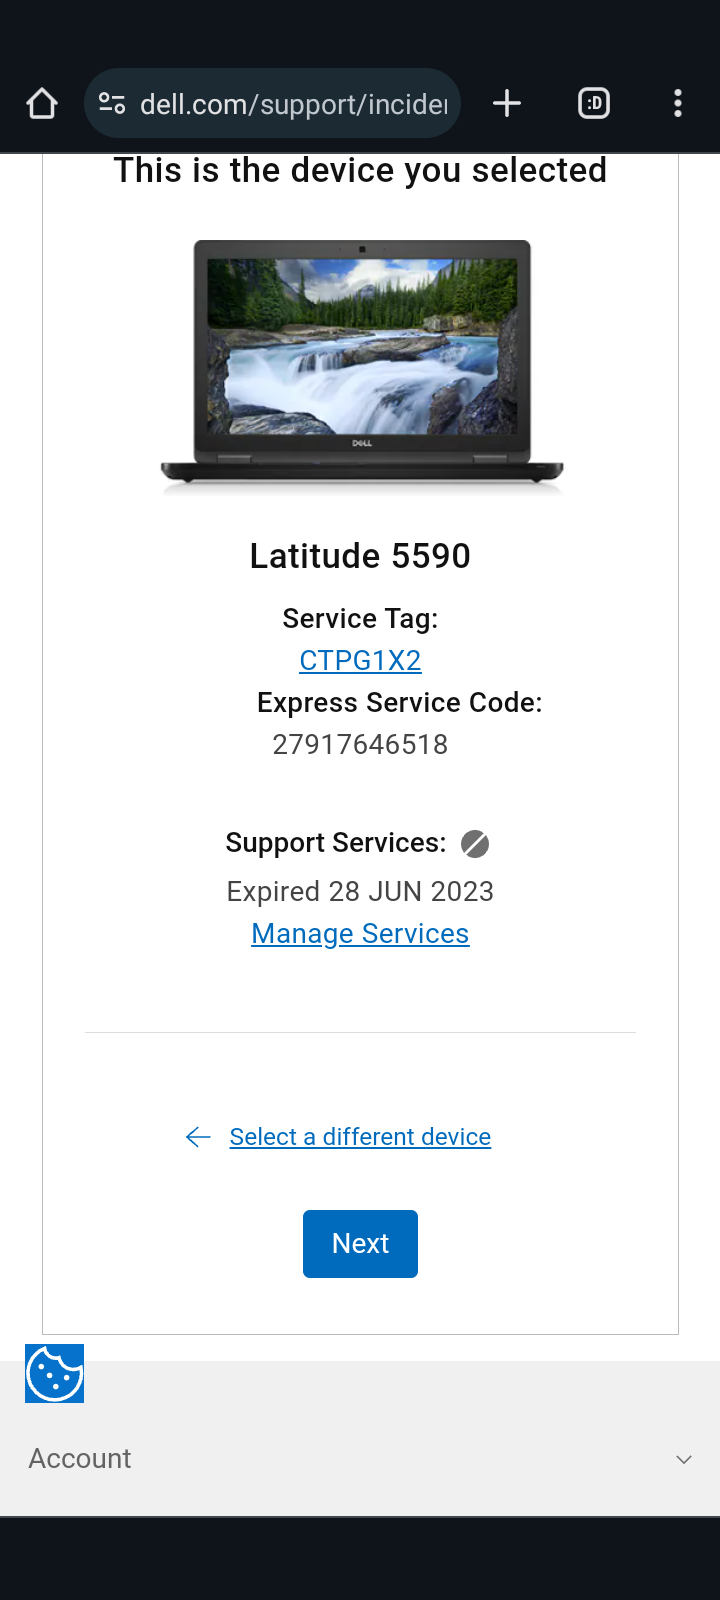 dell.com/support/incide
:D
This is the device you selected
DELL
Latitude 5590
Service Tag:
CTPG1X2
Express Service Code:
27917646518
Support Services:
Expired 28 JUN 2023
Manage Services
Select a different device
Next
Account